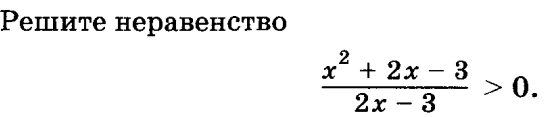 Решите неравенство
x² + 2x − 3
2x − 3
> 0.